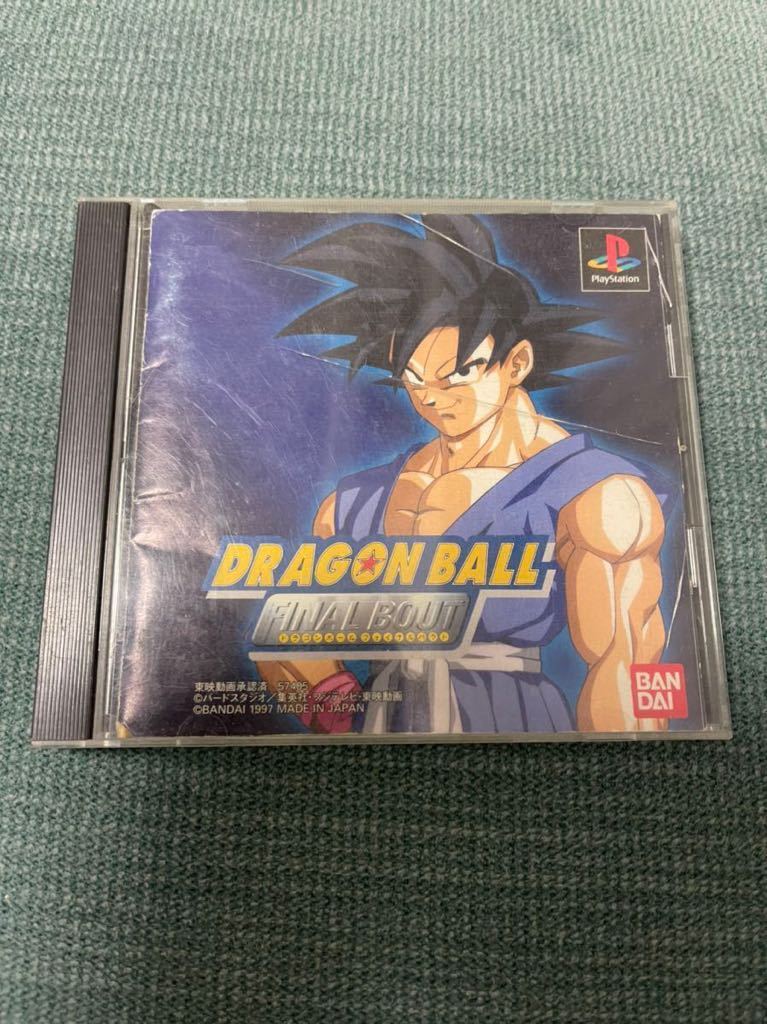 PlayStation
DRAGON BALL
FINAL BOUT
ドラゴンボール ファイナルバウト
東映動画承認済 57405
©バードスタジオ／集英社・フジテレビ・東映動画
©BANDAI 1997 MADE IN JAPAN
BAN
DAI